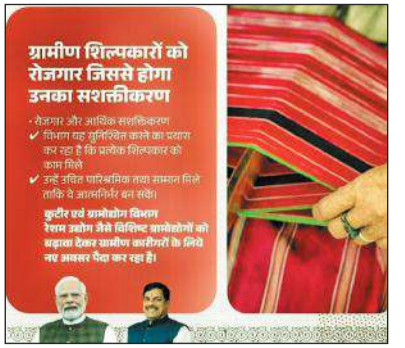 ग्रामीण शिल्पकारों को
रोजगार जिससे होगा
उनका सशक्तीकरण
• रोजगार और आर्थिक सशक्तिकरण
✔ विभाग यह सुनिश्चित करने का प्रयास
कर रहा है कि प्रत्येक शिल्पकार को
काम मिले
✔ उन्हें उचित पारिश्रमिक तथा सामान मिले
ताकि वे आत्मनिर्भर बन सकें।
कुटीर एवं ग्रामोद्योग विभाग
रेशम उद्योग जैसे विशिष्ट ग्रामोद्योगों को
बढ़ावा देकर ग्रामीण कारीगरों के लिये
नए अवसर पैदा कर रहा है।